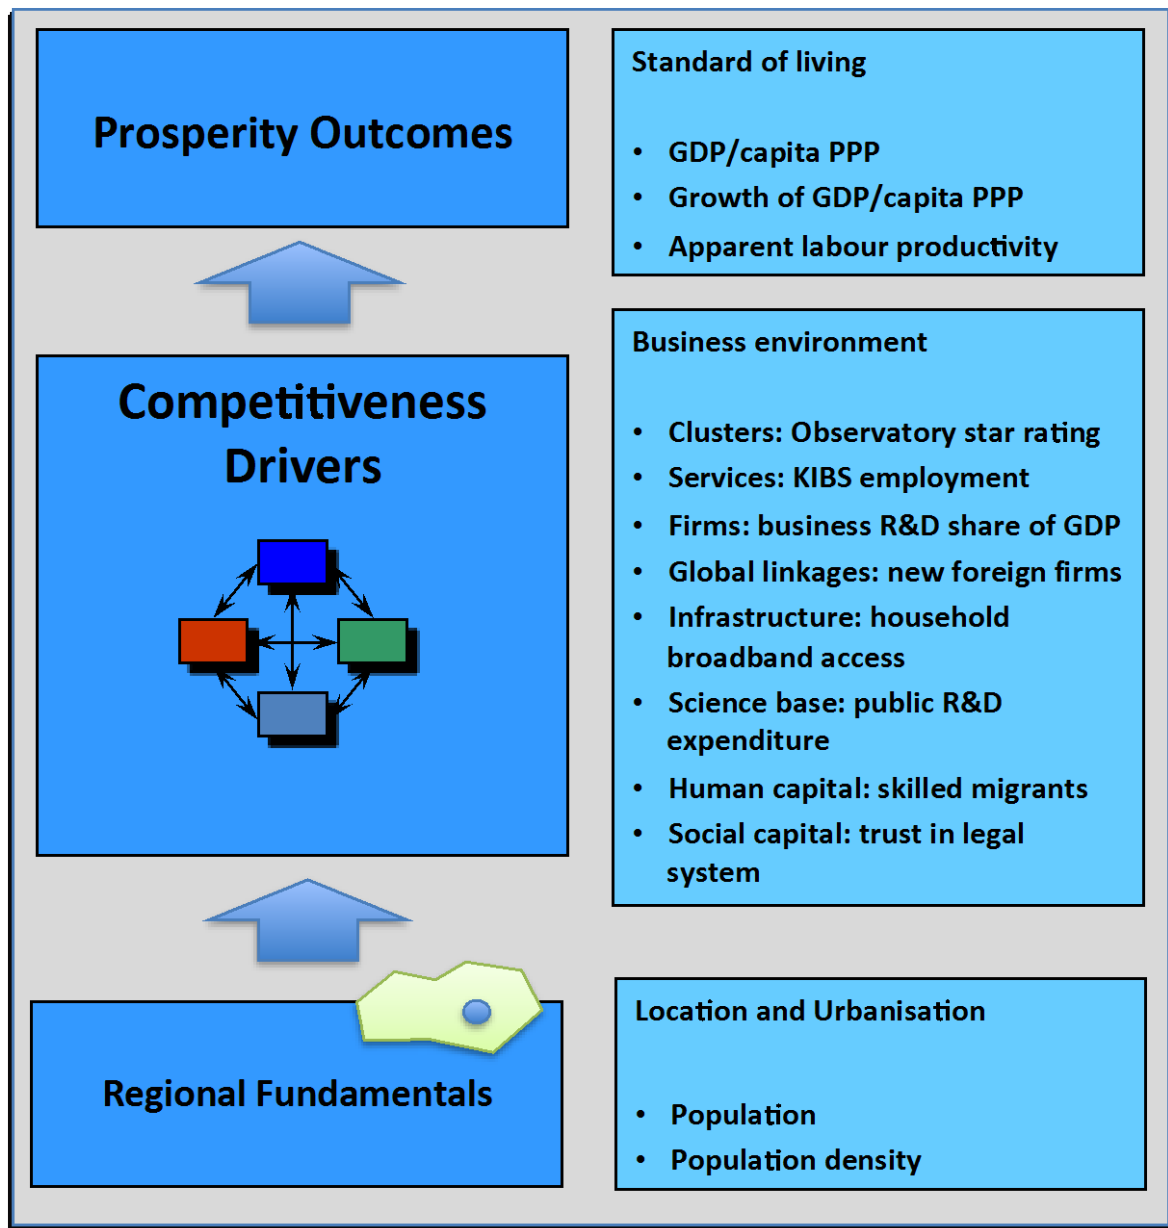 Prosperity Outcomes
Standard of living
• GDP/capita PPP
• Growth of GDP/capita PPP
• Apparent labour productivity
Competitiveness
Drivers
Business environment
• Clusters: Observatory star rating
• Services: KIBS employment
• Firms: business R&D share of GDP
• Global linkages: new foreign firms
• Infrastructure: household
broadband access
• Science base: public R&D
expenditure
• Human capital: skilled migrants
• Social capital: trust in legal
system
Regional Fundamentals
Location and Urbanisation
• Population
• Population density